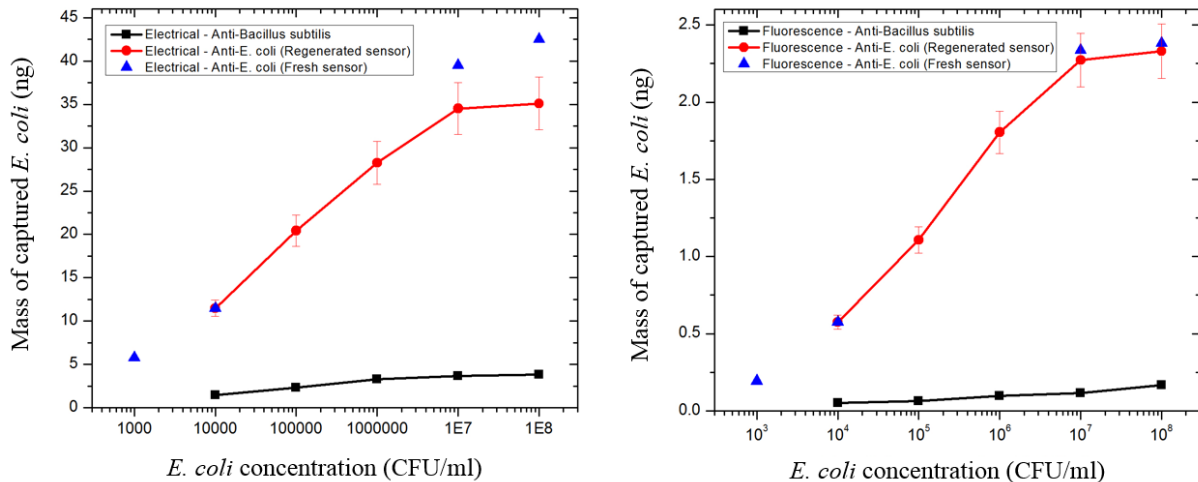 Mass of captured E. coli (ng)
45
40
35
30
25
20
15
10
5
0
Electrical - Anti-Bacillus subtilis
Electrical - Anti-E. coli (Regenerated sensor)
Electrical - Anti-E. coli (Fresh sensor)
1000 10000 100000 1000000 1E7 1E8
E. coli concentration (CFU/ml)
Mass of captured E. coli (ng)
2.5
2.0
1.5
1.0
0.5
0.0
Fluorescence - Anti-Bacillus subtilis
Fluorescence - Anti-E. coli (Regenerated sensor)
Fluorescence - Anti-E. coli (Fresh sensor)
10³ 10⁴ 10⁵ 10⁶ 10⁷ 10⁸
E. coli concentration (CFU/ml)